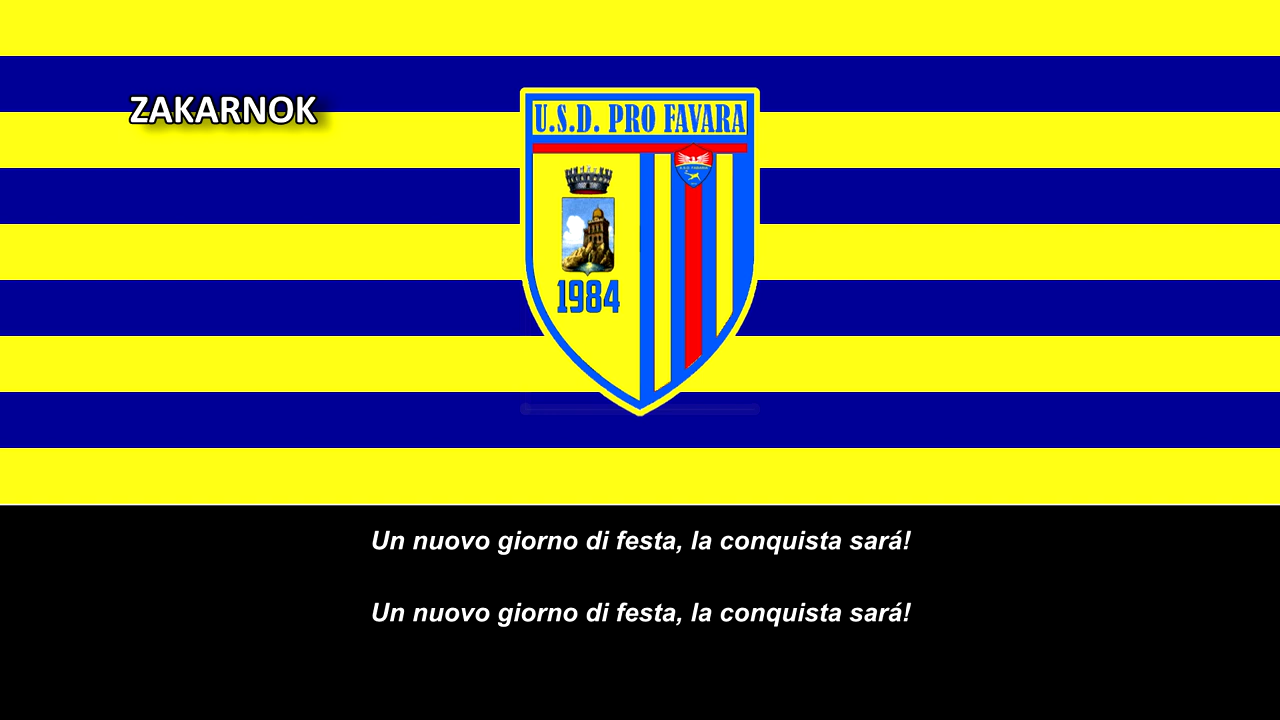 ZAKARNOK
U.S.D. PRO FAVARA
1984
Un nuovo giorno di festa, la conquista sará!
Un nuovo giorno di festa, la conquista sará!